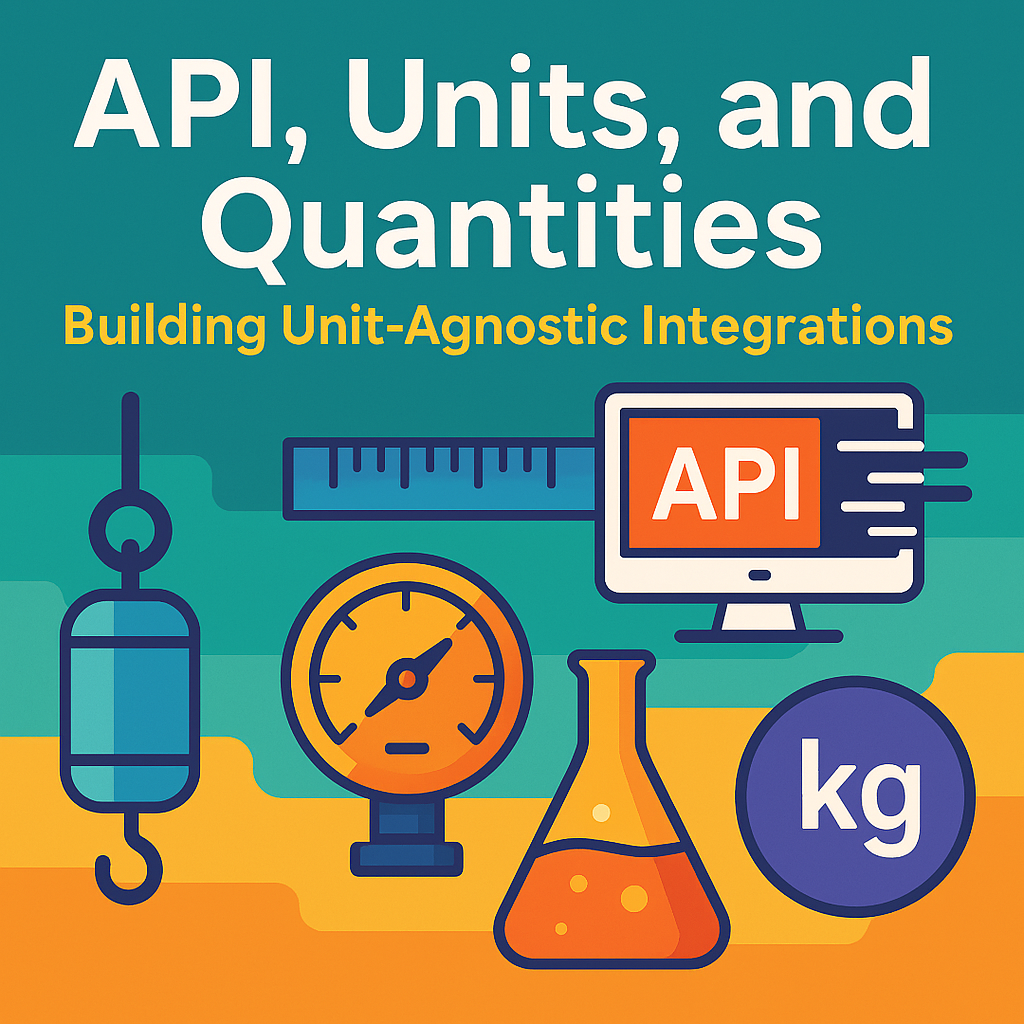 API, Units, and
Quantities
Building Unit-Agnostic Integrations
API
kg